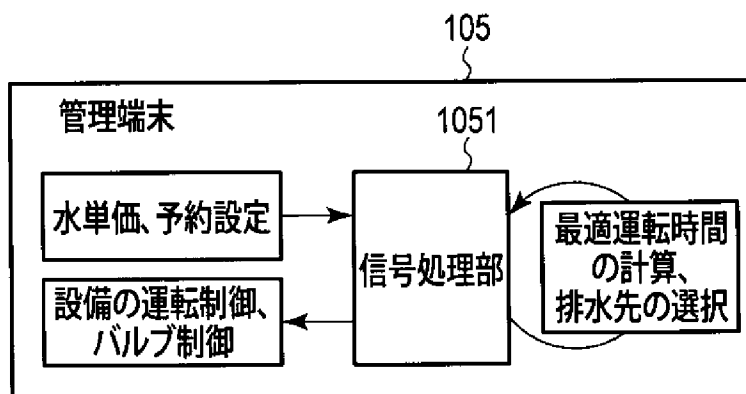 105
管理端末
1051
水単価、予約設定
設備の運転制御、
バルブ制御
信号処理部
最適運転時間
の計算、
排水先の選択